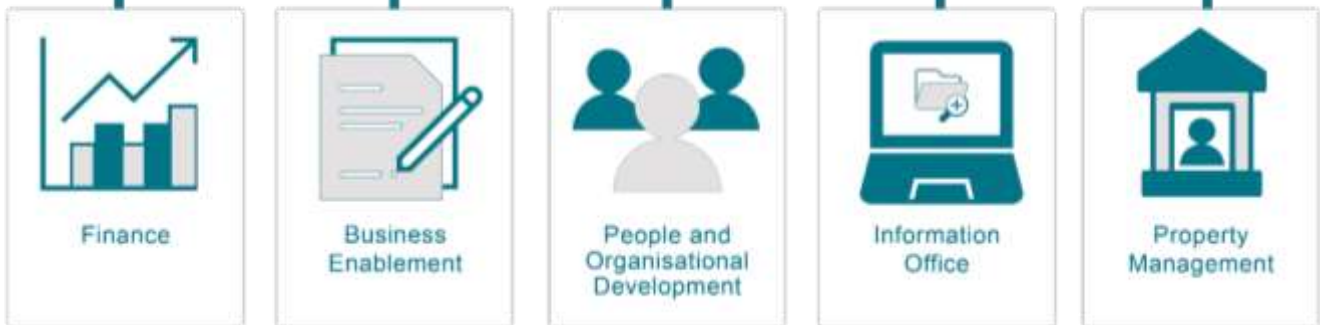 Finance
Business
Enablement
People and
Organisational
Development
Information
Office
Property
Management